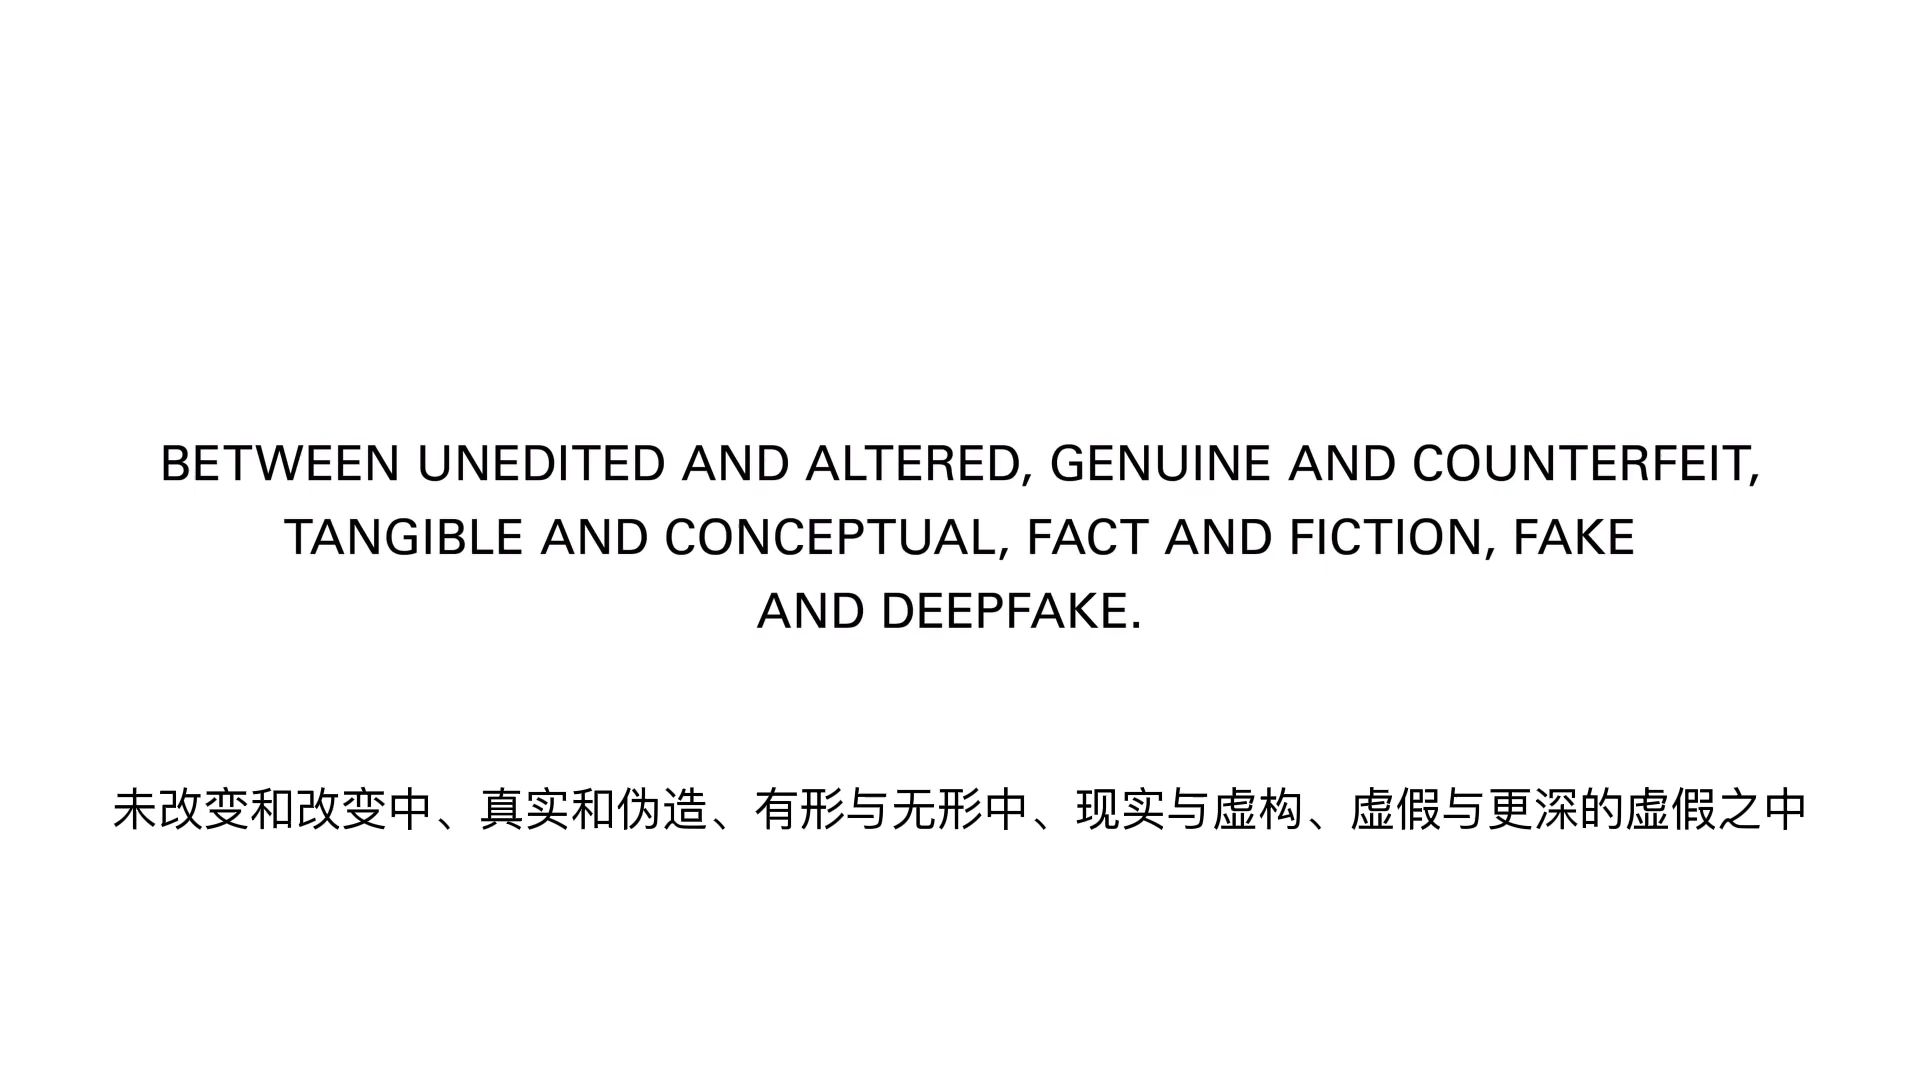 BETWEEN UNEDITED AND ALTERED, GENUINE AND COUNTERFEIT,
TANGIBLE AND CONCEPTUAL, FACT AND FICTION, FAKE
AND DEEPFAKE.
未改变和改变中、真实和伪造、有形与无形中、现实与虚构、虚假与更深的虚假之中